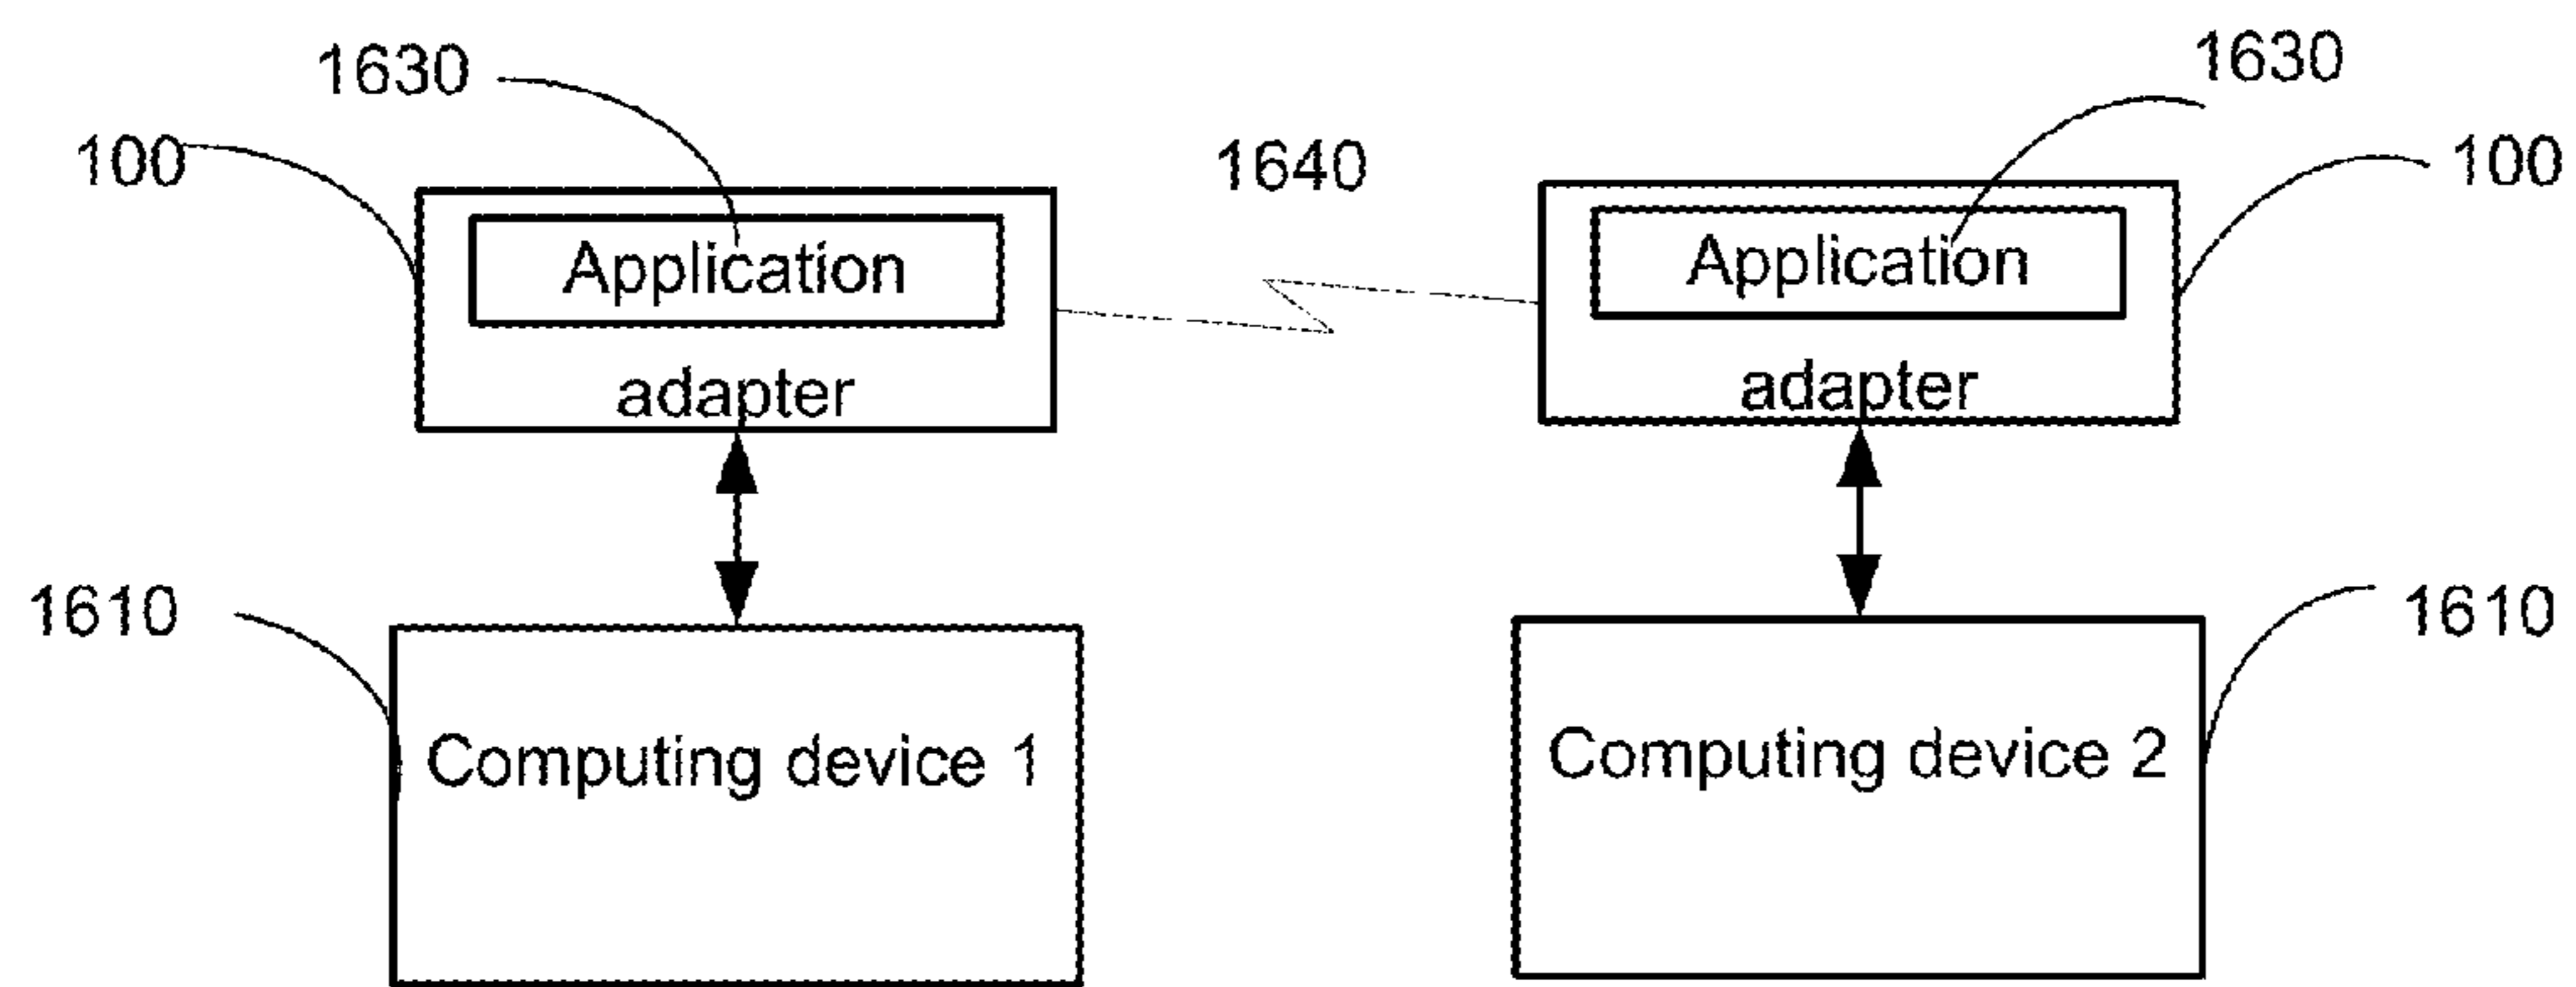 1630
1630
100
1640
100
Application
Application
adapter
adapter
1610
1610
Computing device 1
Computing device 2